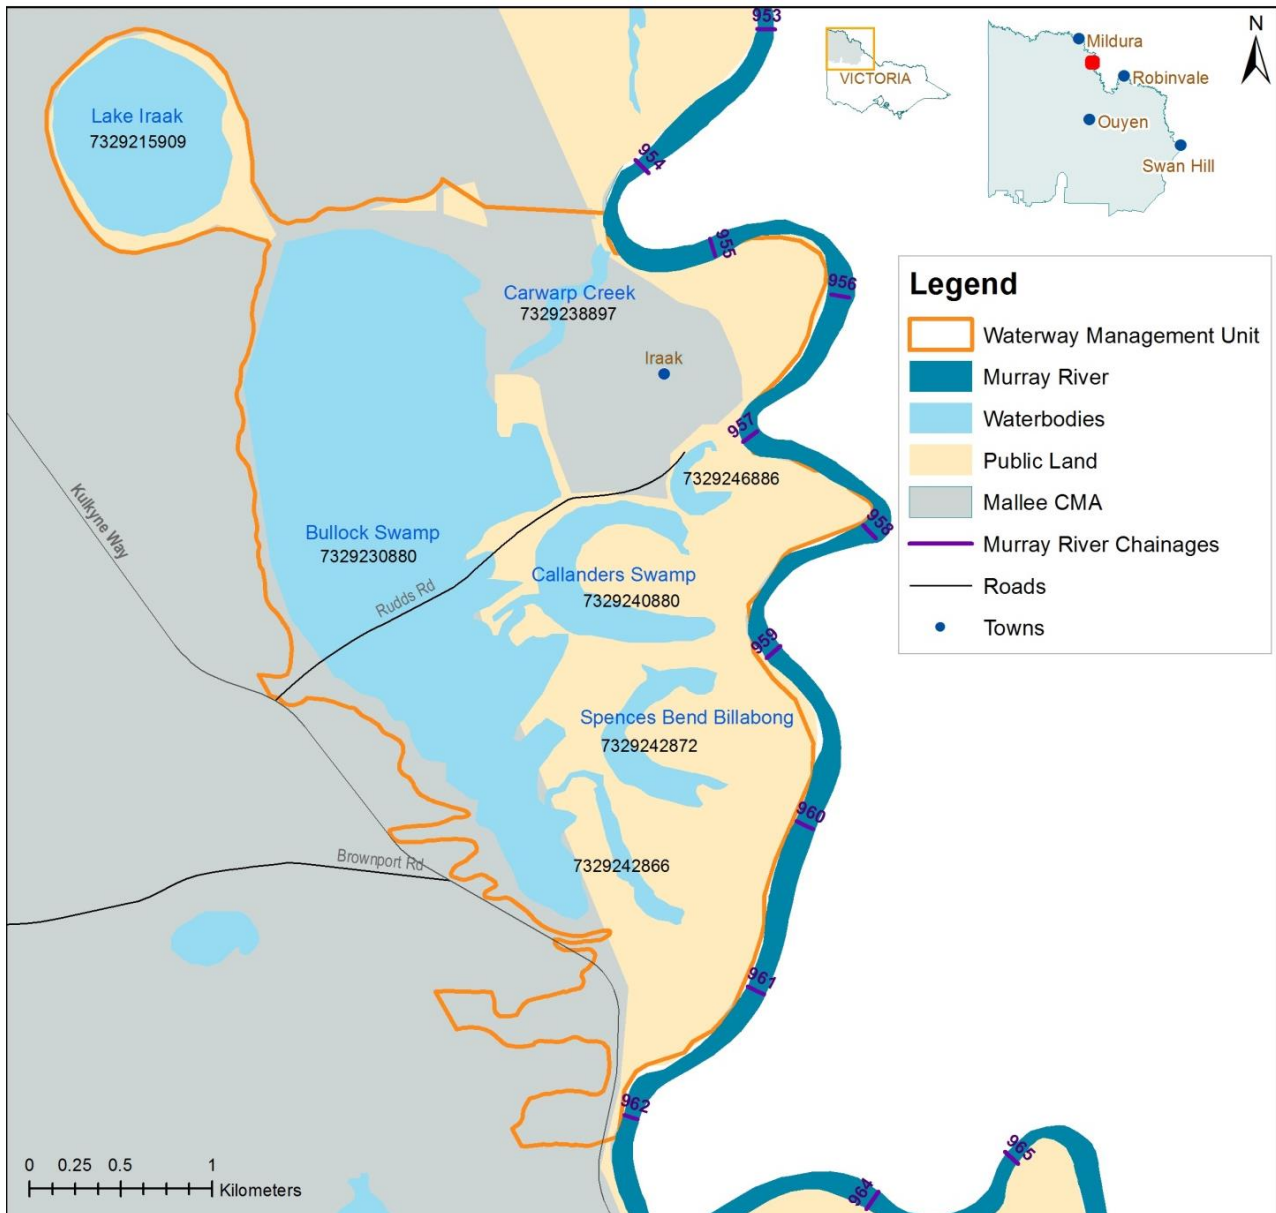 953
N
VICTORIA
Mildura
Robinvale
Ouyen
Swan Hill
Lake Iraak
7329215909
954
955
956
Carwarp Creek
7329238897
Iraak
957
7329246886
958
Legend
Waterway Management Unit
Murray River
Waterbodies
Public Land
Mallee CMA
Murray River Chainages
Roads
Towns
Kulkyne Way
Bullock Swamp
7329230880
Rudds Rd
Callanders Swamp
7329240880
959
Spences Bend Billabong
7329242872
960
Brownport Rd
7329242866
961
962
965
964
0 0.25 0.5 1
Kilometers